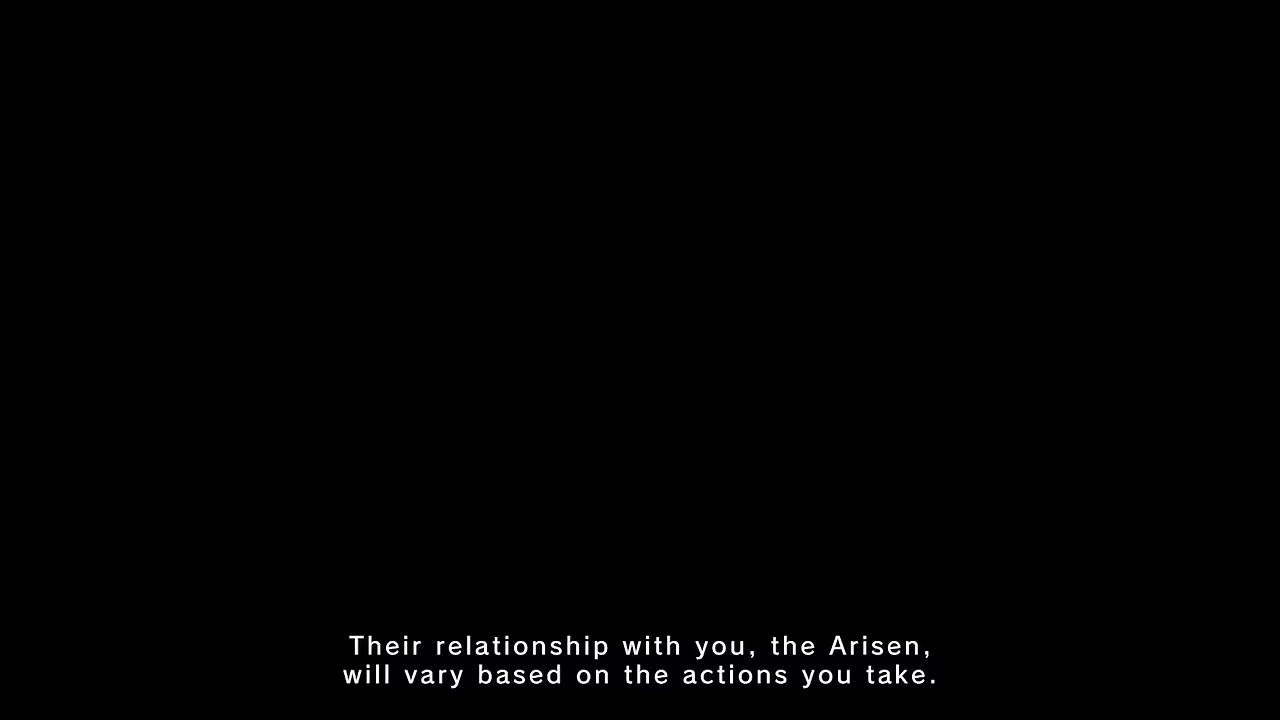 Their relationship with you, the Arisen,
will vary based on the actions you take.